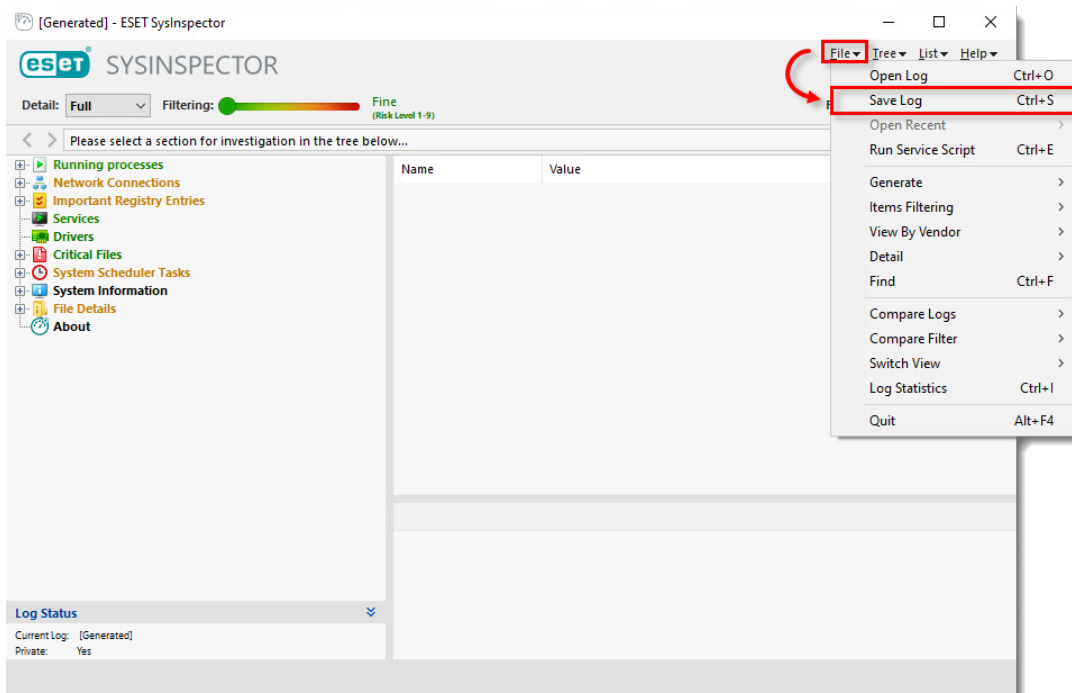 [Generated] - ESET SysInspector
eset® SYSINSPECTOR
File Tree List Help
Detail: Full Filtering: Fine
(Risk Level 1-9)
Please select a section for investigation in the tree below...
Running processes
Network Connections
Important Registry Entries
Services
Drivers
Critical Files
System Scheduler Tasks
System Information
File Details
About
Name Value
Open Log Ctrl+O
Save Log Ctrl+S
Open Recent
Run Service Script Ctrl+E
Generate
Items Filtering
View By Vendor
Detail
Find Ctrl+F
Compare Logs
Compare Filter
Switch View
Log Statistics Ctrl+I
Quit Alt+F4
Log Status
Current Log: [Generated]
Private: Yes